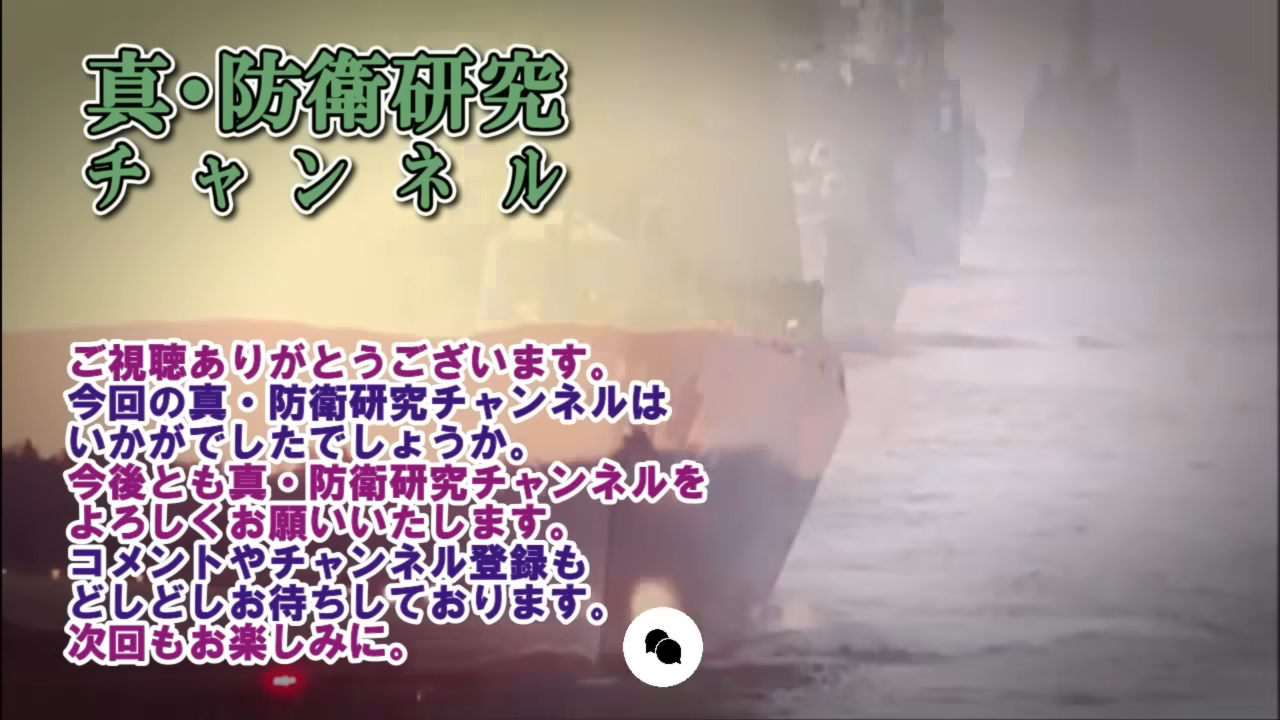 真・防衛研究
チャンネル
ご視聴ありがとうございます。
今回の真・防衛研究チャンネルは
いかがでしたでしょうか。
今後とも真・防衛研究チャンネルを
よろしくお願いいたします。
コメントやチャンネル登録も
どしどしお待ちしております。
次回もお楽しみに。